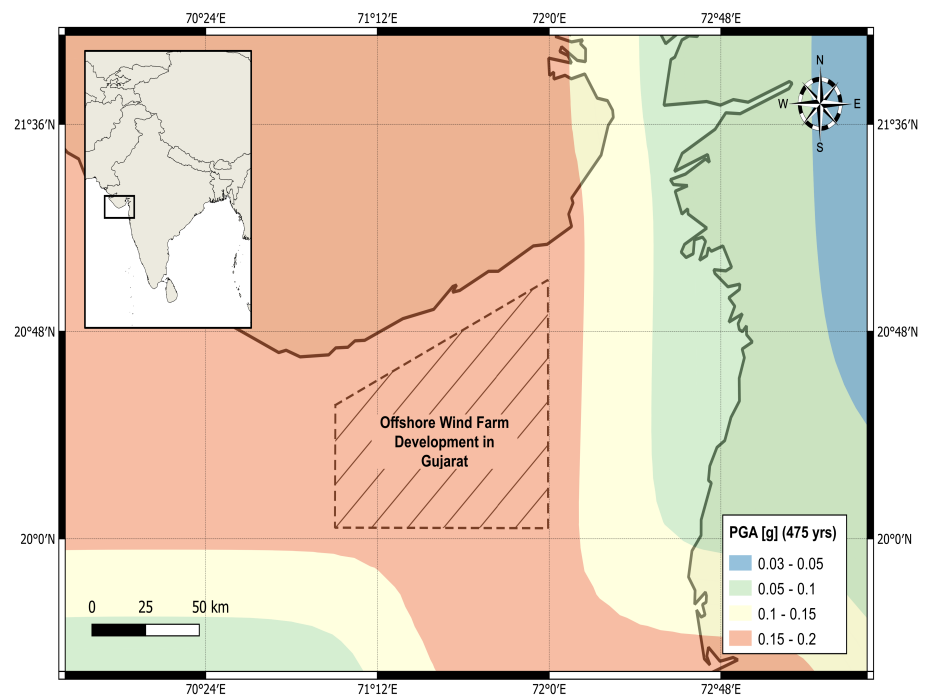 70°24′E 71°12′E 72°0′E 72°48′E
N
W E
S
21°36′N 21°36′N
20°48′N 20°48′N
Offshore Wind Farm
Development in
Gujarat
20°0′N 20°0′N
PGA [g] (475 yrs)
0.03 - 0.05
0.05 - 0.1
0.1 - 0.15
0.15 - 0.2
0 25 50 km
70°24′E 71°12′E 72°0′E 72°48′E